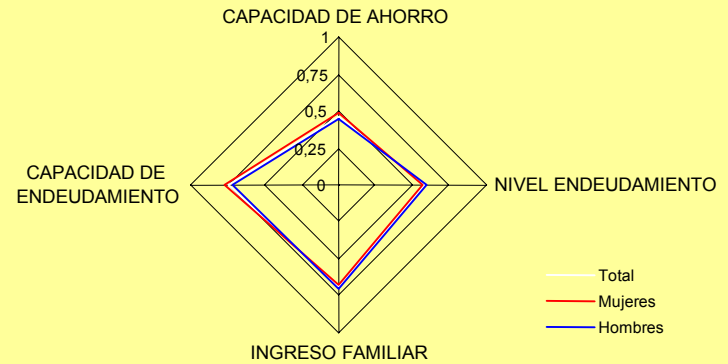 CAPACIDAD DE AHORRO
1
0,75
0,5
0,25
0
CAPACIDAD DE
ENDEUDAMIENTO
NIVEL ENDEUDAMIENTO
Total
Mujeres
Hombres
INGRESO FAMILIAR